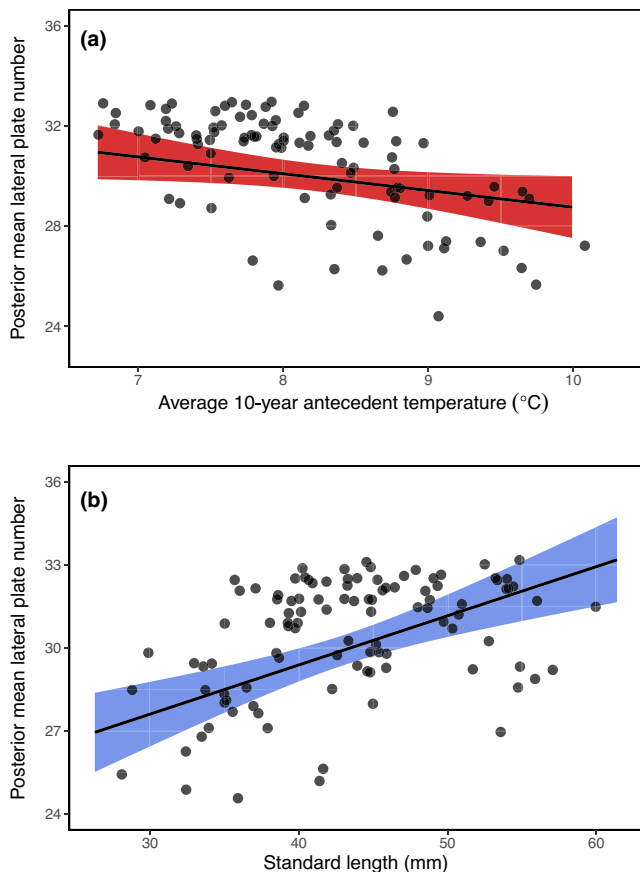 (a)
Posterior mean lateral plate number
36
32
28
24
7 8 9 10
Average 10-year antecedent temperature (°C)
(b)
Posterior mean lateral plate number
33
30
27
24
30 40 50 60
Standard length (mm)